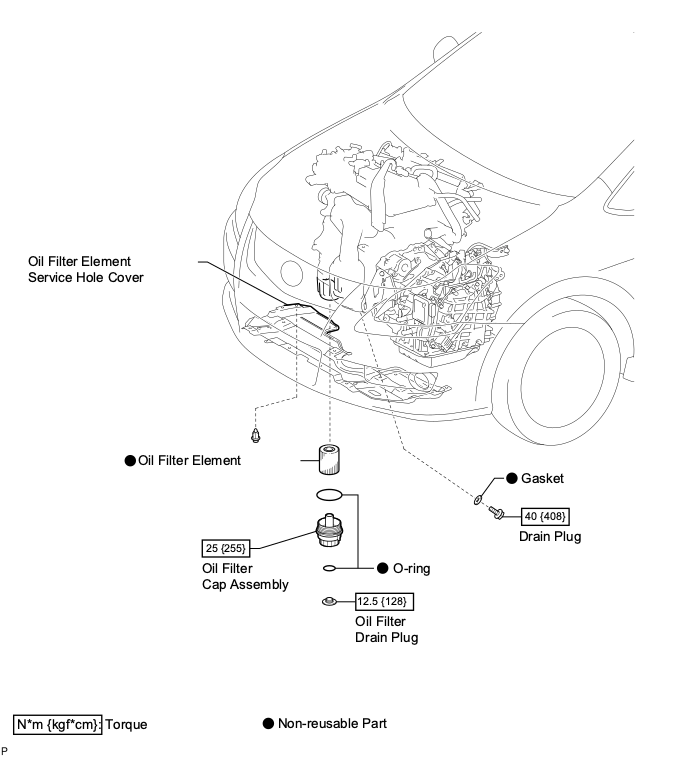 Oil Filter Element
Service Hole Cover
●Oil Filter Element
● Gasket
40 {408}
Drain Plug
25 {255}
Oil Filter
Cap Assembly
● O-ring
12.5 {128}
Oil Filter
Drain Plug
N*m {kgf*cm}: Torque
● Non-reusable Part
P